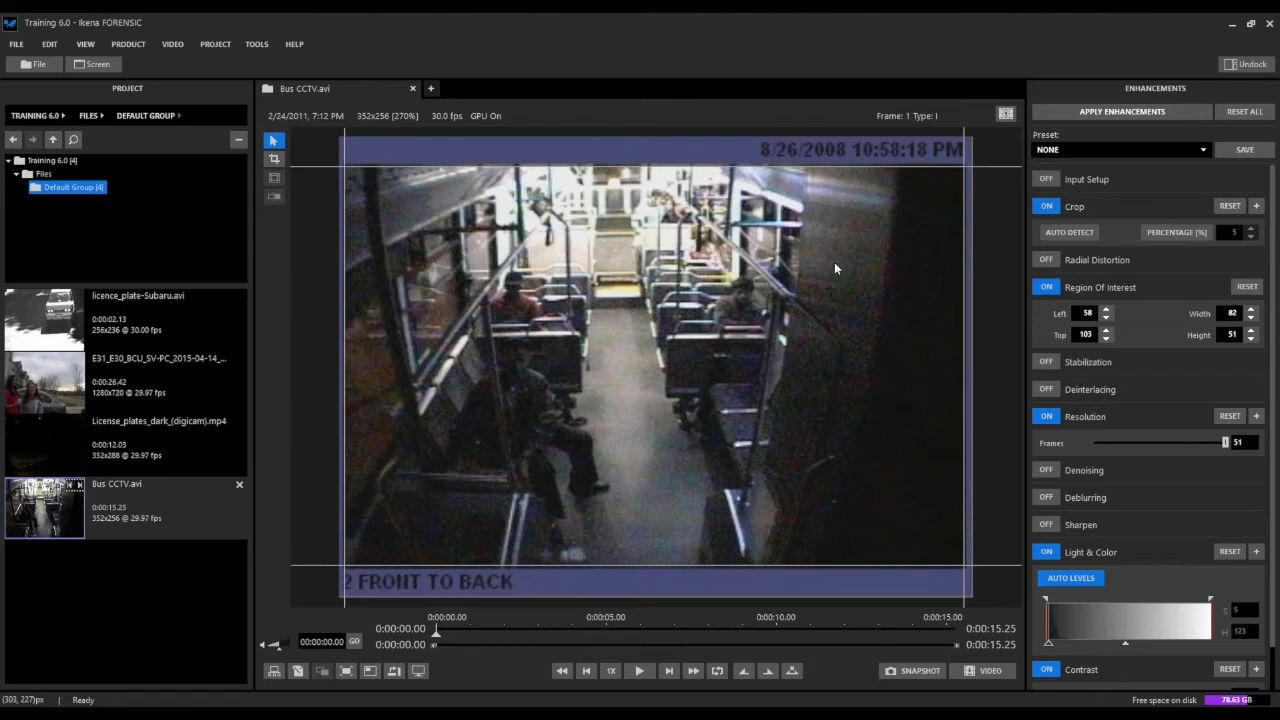 Training 6.0 - Ikena FORENSIC
FILE EDIT VIEW PRODUCT VIDEO PROJECT TOOLS HELP
File Screen Undock
PROJECT
TRAINING 6.0 FILES DEFAULT GROUP
Training 6.0 [4]
Files
Default Group [4]
licence_plate-Subaru.avi
0:00:02.13
256x236 @ 30.00 fps
E31_E30_BCU_SV-PC_2015-04-14_...
0:00:26.42
1280x720 @ 29.97 fps
License_plates_dark_(digicam).mp4
0:00:12.03
352x288 @ 29.97 fps
Bus CCTV.avi
0:00:15.25
352x256 @ 29.97 fps
Bus CCTV.avi
2/24/2011, 7:12 PM 352x256 [270%] 30.0 fps GPU On Frame: 1 Type: I
8/26/2008 10:58:18 PM
2 FRONT TO BACK
0:00:00.00 0:00:05.00 0:00:10.00 0:00:15.00
0:00:00.00 0:00:15.25
00:00:00.00 GO 0:00:00.00 0:00:15.25
1X SNAPSHOT VIDEO
ENHANCEMENTS
APPLY ENHANCEMENTS RESET ALL
Preset:
NONE SAVE
OFF Input Setup
ON Crop RESET +
AUTO DETECT PERCENTAGE [%] 5
OFF Radial Distortion
ON Region Of Interest RESET
Left 58 Width 82
Top 103 Height 51
OFF Stabilization
OFF Deinterlacing
ON Resolution RESET +
Frames 51
OFF Denoising
OFF Deblurring
OFF Sharpen
ON Light & Color RESET +
AUTO LEVELS
S 5
H 123
ON Contrast RESET +
(303, 227)px Ready Free space on disk 78.63 GB